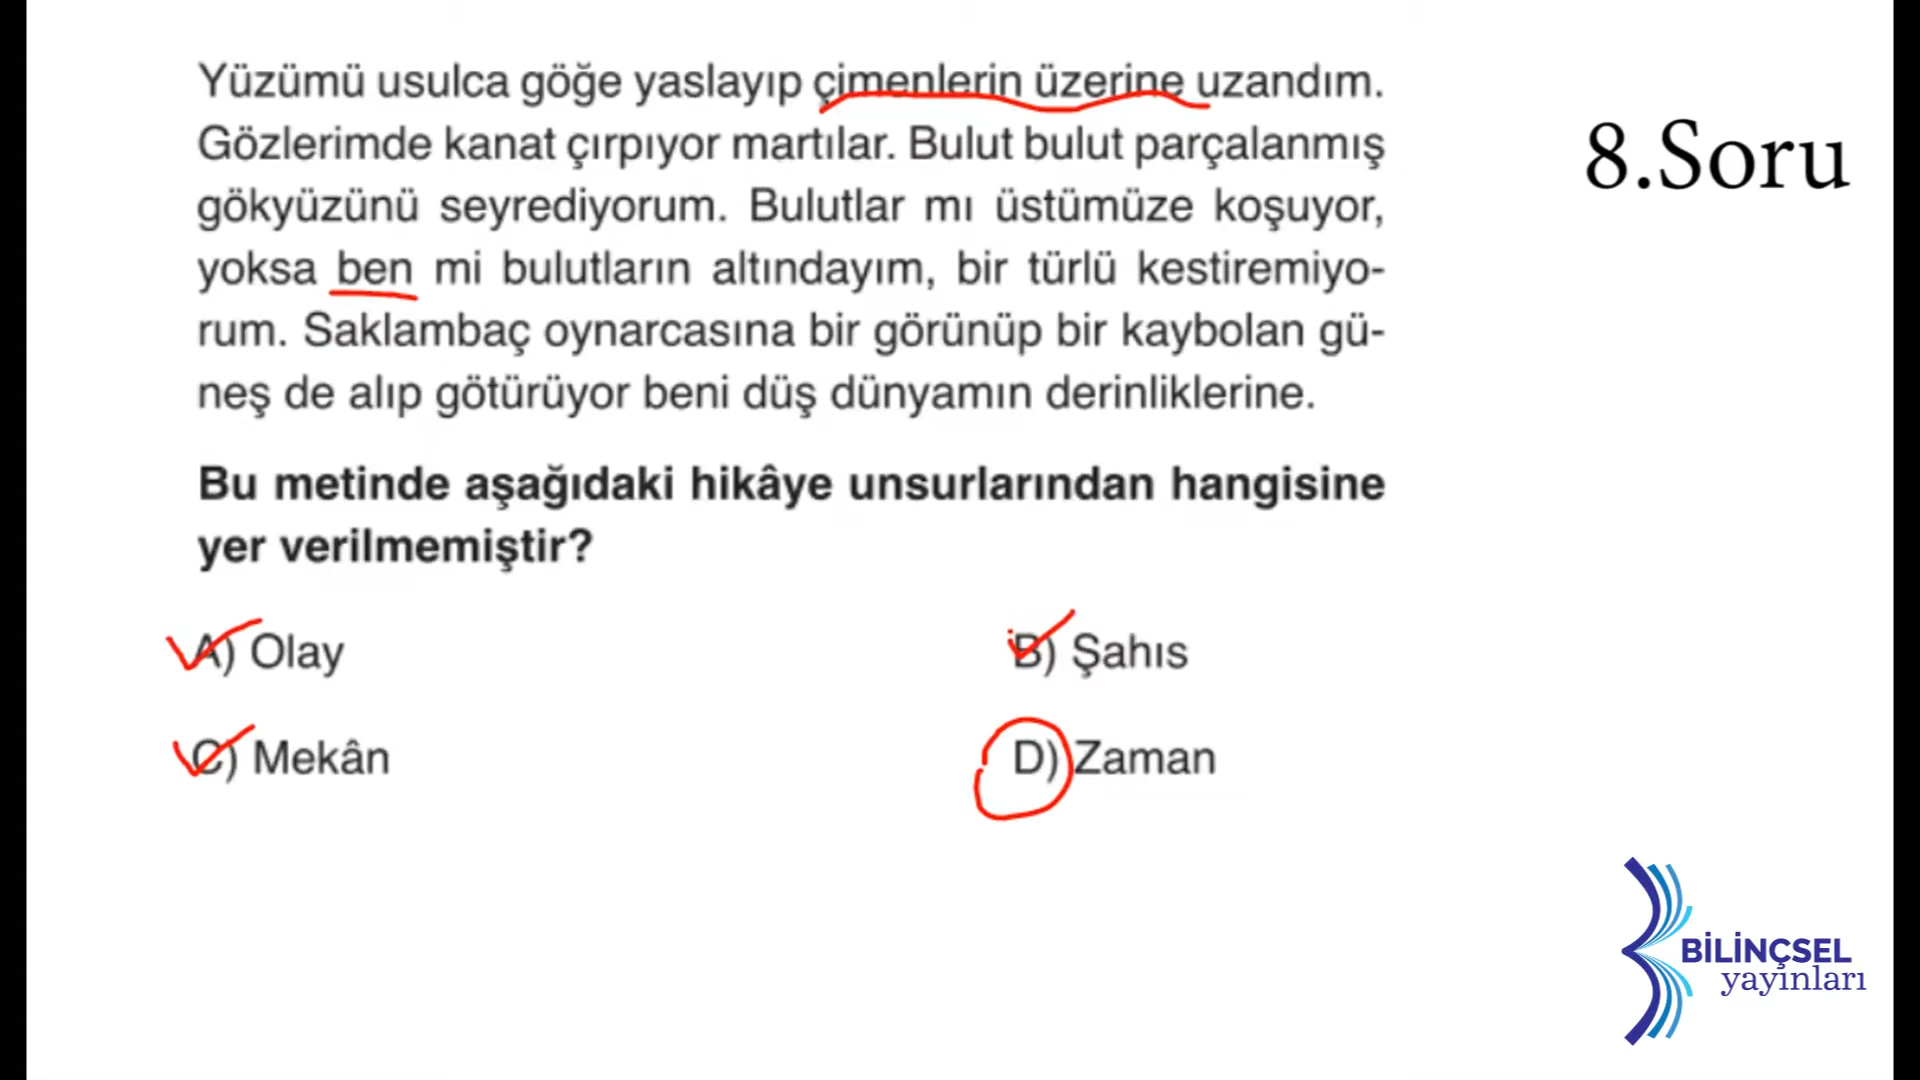 Yüzümü usulca göğe yaslayıp çimenlerin üzerine uzandım.
Gözlerimde kanat çırpıyor martılar. Bulut bulut parçalanmış
gökyüzünü seyrediyorum. Bulutlar mı üstümüze koşuyor,
yoksa ben mi bulutların altındayım, bir türlü kestiremiyo-
rum. Saklambaç oynarcasına bir görünüp bir kaybolan gü-
neş de alıp götürüyor beni düş dünyamın derinliklerine.
8.Soru
Bu metinde aşağıdaki hikâye unsurlarından hangisine
yer verilmemiştir?
A) Olay
B) Şahıs
C) Mekân
D) Zaman
BİLİNÇSEL
yayınları